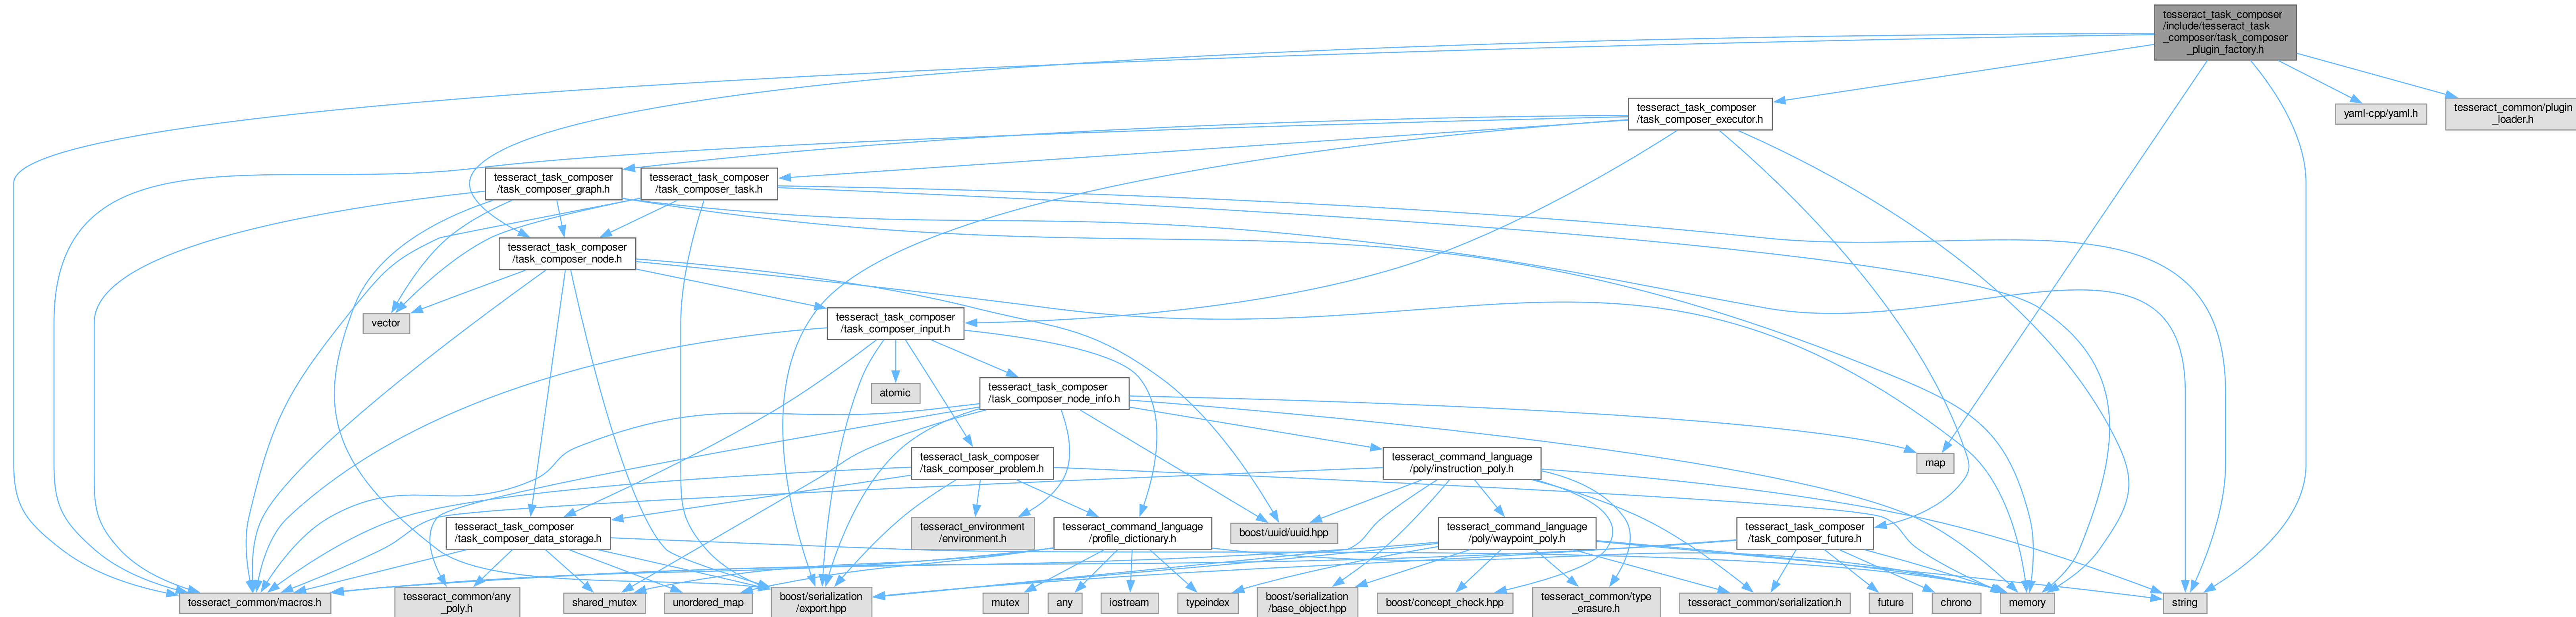 tesseract_task_composer
/include/tesseract_task
_composer/task_composer
_plugin_factory.h
tesseract_task_composer
/task_composer_executor.h
yaml-cpp/yaml.h
tesseract_common/plugin
_loader.h
tesseract_task_composer
/task_composer_graph.h
tesseract_task_composer
/task_composer_task.h
tesseract_task_composer
/task_composer_node.h
vector
tesseract_task_composer
/task_composer_input.h
atomic
tesseract_task_composer
/task_composer_node_info.h
tesseract_task_composer
/task_composer_problem.h
tesseract_command_language
/poly/instruction_poly.h
map
tesseract_task_composer
/task_composer_data_storage.h
tesseract_environment
/environment.h
tesseract_command_language
/profile_dictionary.h
boost/uuid/uuid.hpp
tesseract_command_language
/poly/waypoint_poly.h
tesseract_task_composer
/task_composer_future.h
tesseract_common/macros.h
tesseract_common/any
_poly.h
shared_mutex
unordered_map
boost/serialization
/export.hpp
mutex
any
iostream
typeindex
boost/serialization
/base_object.hpp
boost/concept_check.hpp
tesseract_common/type
_erasure.h
tesseract_common/serialization.h
future
chrono
memory
string